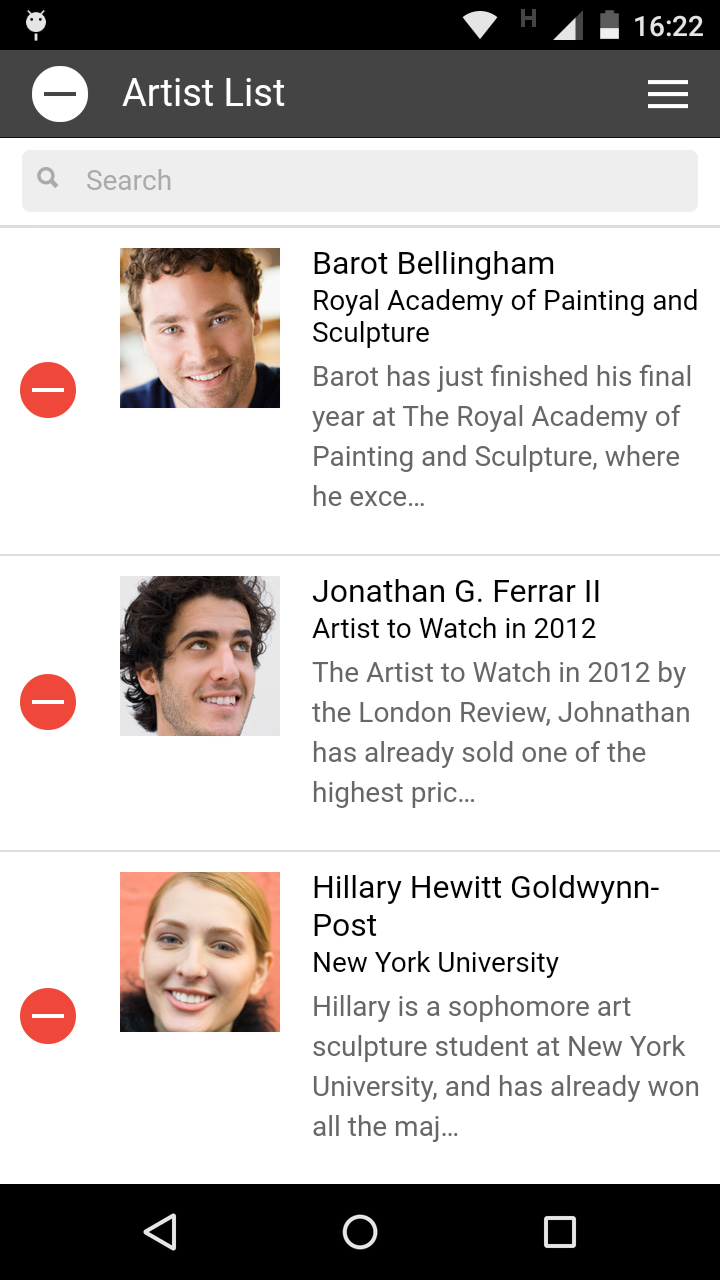 H 16:22
Artist List
Search
Barot Bellingham
Royal Academy of Painting and
Sculpture
Barot has just finished his final
year at The Royal Academy of
Painting and Sculpture, where
he exce…
Jonathan G. Ferrar II
Artist to Watch in 2012
The Artist to Watch in 2012 by
the London Review, Johnathan
has already sold one of the
highest pric…
Hillary Hewitt Goldwynn-
Post
New York University
Hillary is a sophomore art
sculpture student at New York
University, and has already won
all the maj…